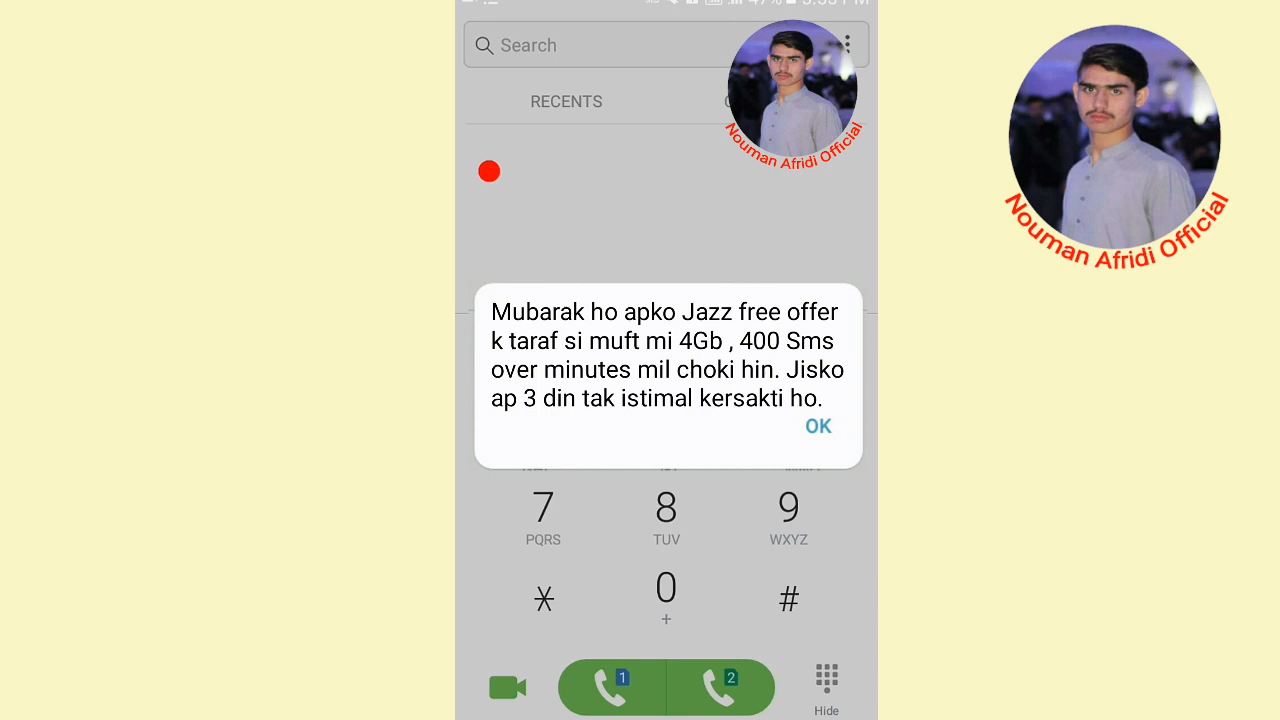 Search
RECENTS
Nouman Afridi Official
Nouman Afridi Official
Mubarak ho apko Jazz free offer
k taraf si muft mi 4Gb , 400 Sms
over minutes mil choki hin. Jisko
ap 3 din tak istimal kersakti ho.
OK
7 8 9
PQRS TUV WXYZ
* 0 #
+
1 2
Hide